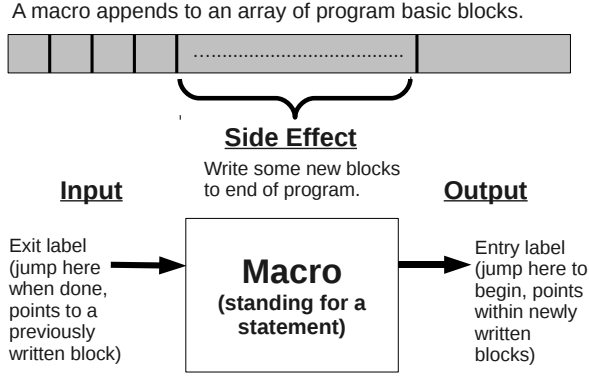 A macro appends to an array of program basic blocks.
Side Effect
Write some new blocks
to end of program.
Input
Output
Exit label
(jump here
when done,
points to a
previously
written block)
Macro
(standing for a
statement)
Entry label
(jump here to
begin, points
within newly
written
blocks)